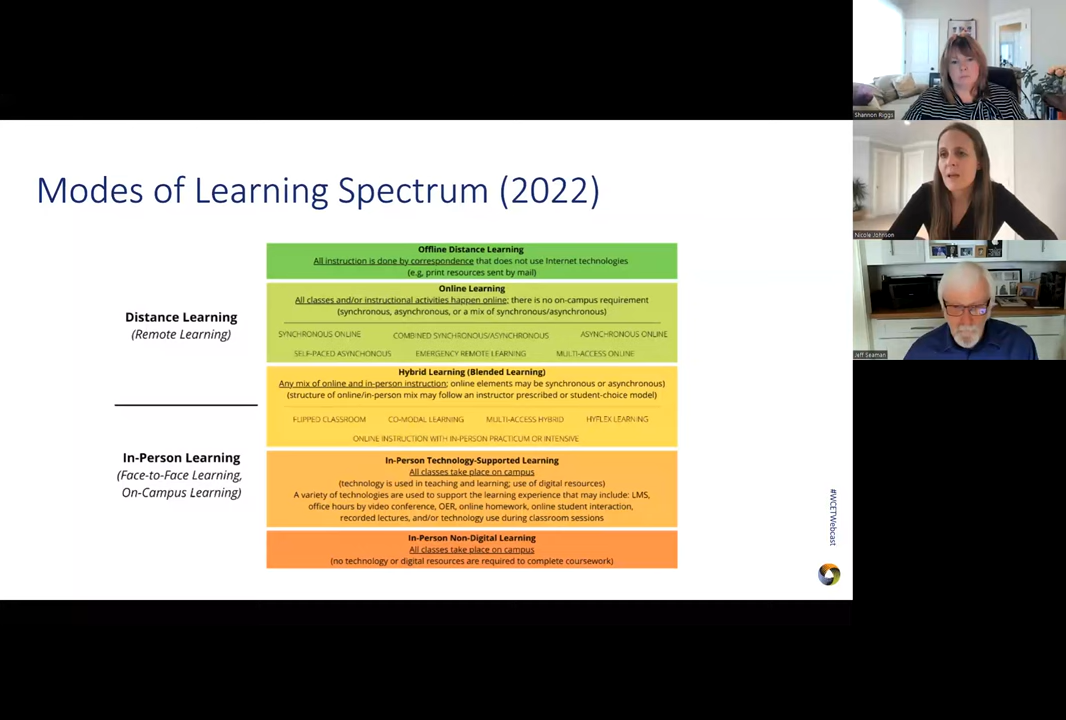 Modes of Learning Spectrum (2022)
Distance Learning
(Remote Learning)
In-Person Learning
(Face-to-Face Learning,
On-Campus Learning)
Offline Distance Learning
All instruction is done by correspondence that does not use Internet technologies
(e.g, print resources sent by mail)
Online Learning
All classes and/or instructional activities happen online; there is no on-campus requirement
(synchronous, asynchronous, or a mix of synchronous/asynchronous)
SYNCHRONOUS ONLINE COMBINED SYNCHRONOUS/ASYNCHRONOUS ASYNCHRONOUS ONLINE
SELF-PACED ASYNCHONOUS EMERGENCY REMOTE LEARNING MULTI-ACCESS ONLINE
Hybrid Learning (Blended Learning)
Any mix of online and in-person instruction; online elements may be synchronous or asynchronous)
(structure of online/in-person mix may follow an instructor prescribed or student-choice model)
FLIPPED CLASSROOM CO-MODAL LEARNING MULTI-ACCESS HYBRID HYFLEX LEARNING
ONLINE INSTRUCTION WITH IN-PERSON PRACTICUM OR INTENSIVE
In-Person Technology-Supported Learning
All classes take place on campus
(technology is used in teaching and learning; use of digital resources)
A variety of technologies are used to support the learning experience that may include: LMS,
office hours by video conference, OER, online homework, online student interaction,
recorded lectures, and/or technology use during classroom sessions
In-Person Non-Digital Learning
All classes take place on campus
(no technology or digital resources are required to complete coursework)
#WCETWebcast
Shannon Riggs
Nicole Johnson
Jeff Seaman